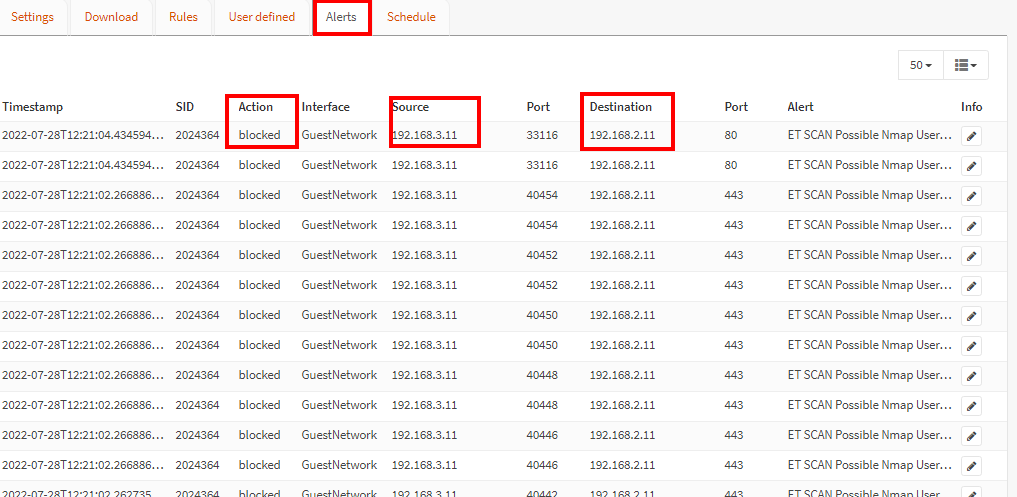 Settings Download Rules User defined Alerts Schedule
50
Timestamp SID Action Interface Source Port Destination Port Alert Info
2022-07-28T12:21:04.434594... 2024364 blocked GuestNetwork 192.168.3.11 33116 192.168.2.11 80 ET SCAN Possible Nmap User...
2022-07-28T12:21:04.434594... 2024364 blocked GuestNetwork 192.168.3.11 33116 192.168.2.11 80 ET SCAN Possible Nmap User...
2022-07-28T12:21:02.266886... 2024364 blocked GuestNetwork 192.168.3.11 40454 192.168.2.11 443 ET SCAN Possible Nmap User...
2022-07-28T12:21:02.266886... 2024364 blocked GuestNetwork 192.168.3.11 40454 192.168.2.11 443 ET SCAN Possible Nmap User...
2022-07-28T12:21:02.266886... 2024364 blocked GuestNetwork 192.168.3.11 40452 192.168.2.11 443 ET SCAN Possible Nmap User...
2022-07-28T12:21:02.266886... 2024364 blocked GuestNetwork 192.168.3.11 40452 192.168.2.11 443 ET SCAN Possible Nmap User...
2022-07-28T12:21:02.266886... 2024364 blocked GuestNetwork 192.168.3.11 40450 192.168.2.11 443 ET SCAN Possible Nmap User...
2022-07-28T12:21:02.266886... 2024364 blocked GuestNetwork 192.168.3.11 40450 192.168.2.11 443 ET SCAN Possible Nmap User...
2022-07-28T12:21:02.266886... 2024364 blocked GuestNetwork 192.168.3.11 40448 192.168.2.11 443 ET SCAN Possible Nmap User...
2022-07-28T12:21:02.266886... 2024364 blocked GuestNetwork 192.168.3.11 40448 192.168.2.11 443 ET SCAN Possible Nmap User...
2022-07-28T12:21:02.266886... 2024364 blocked GuestNetwork 192.168.3.11 40446 192.168.2.11 443 ET SCAN Possible Nmap User...
2022-07-28T12:21:02.266886... 2024364 blocked GuestNetwork 192.168.3.11 40446 192.168.2.11 443 ET SCAN Possible Nmap User...
2022-07-28T12:21:02.262735... 2024364 blocked GuestNetwork 192.168.3.11 40442 192.168.2.11 443 ET SCAN Possible Nmap User...